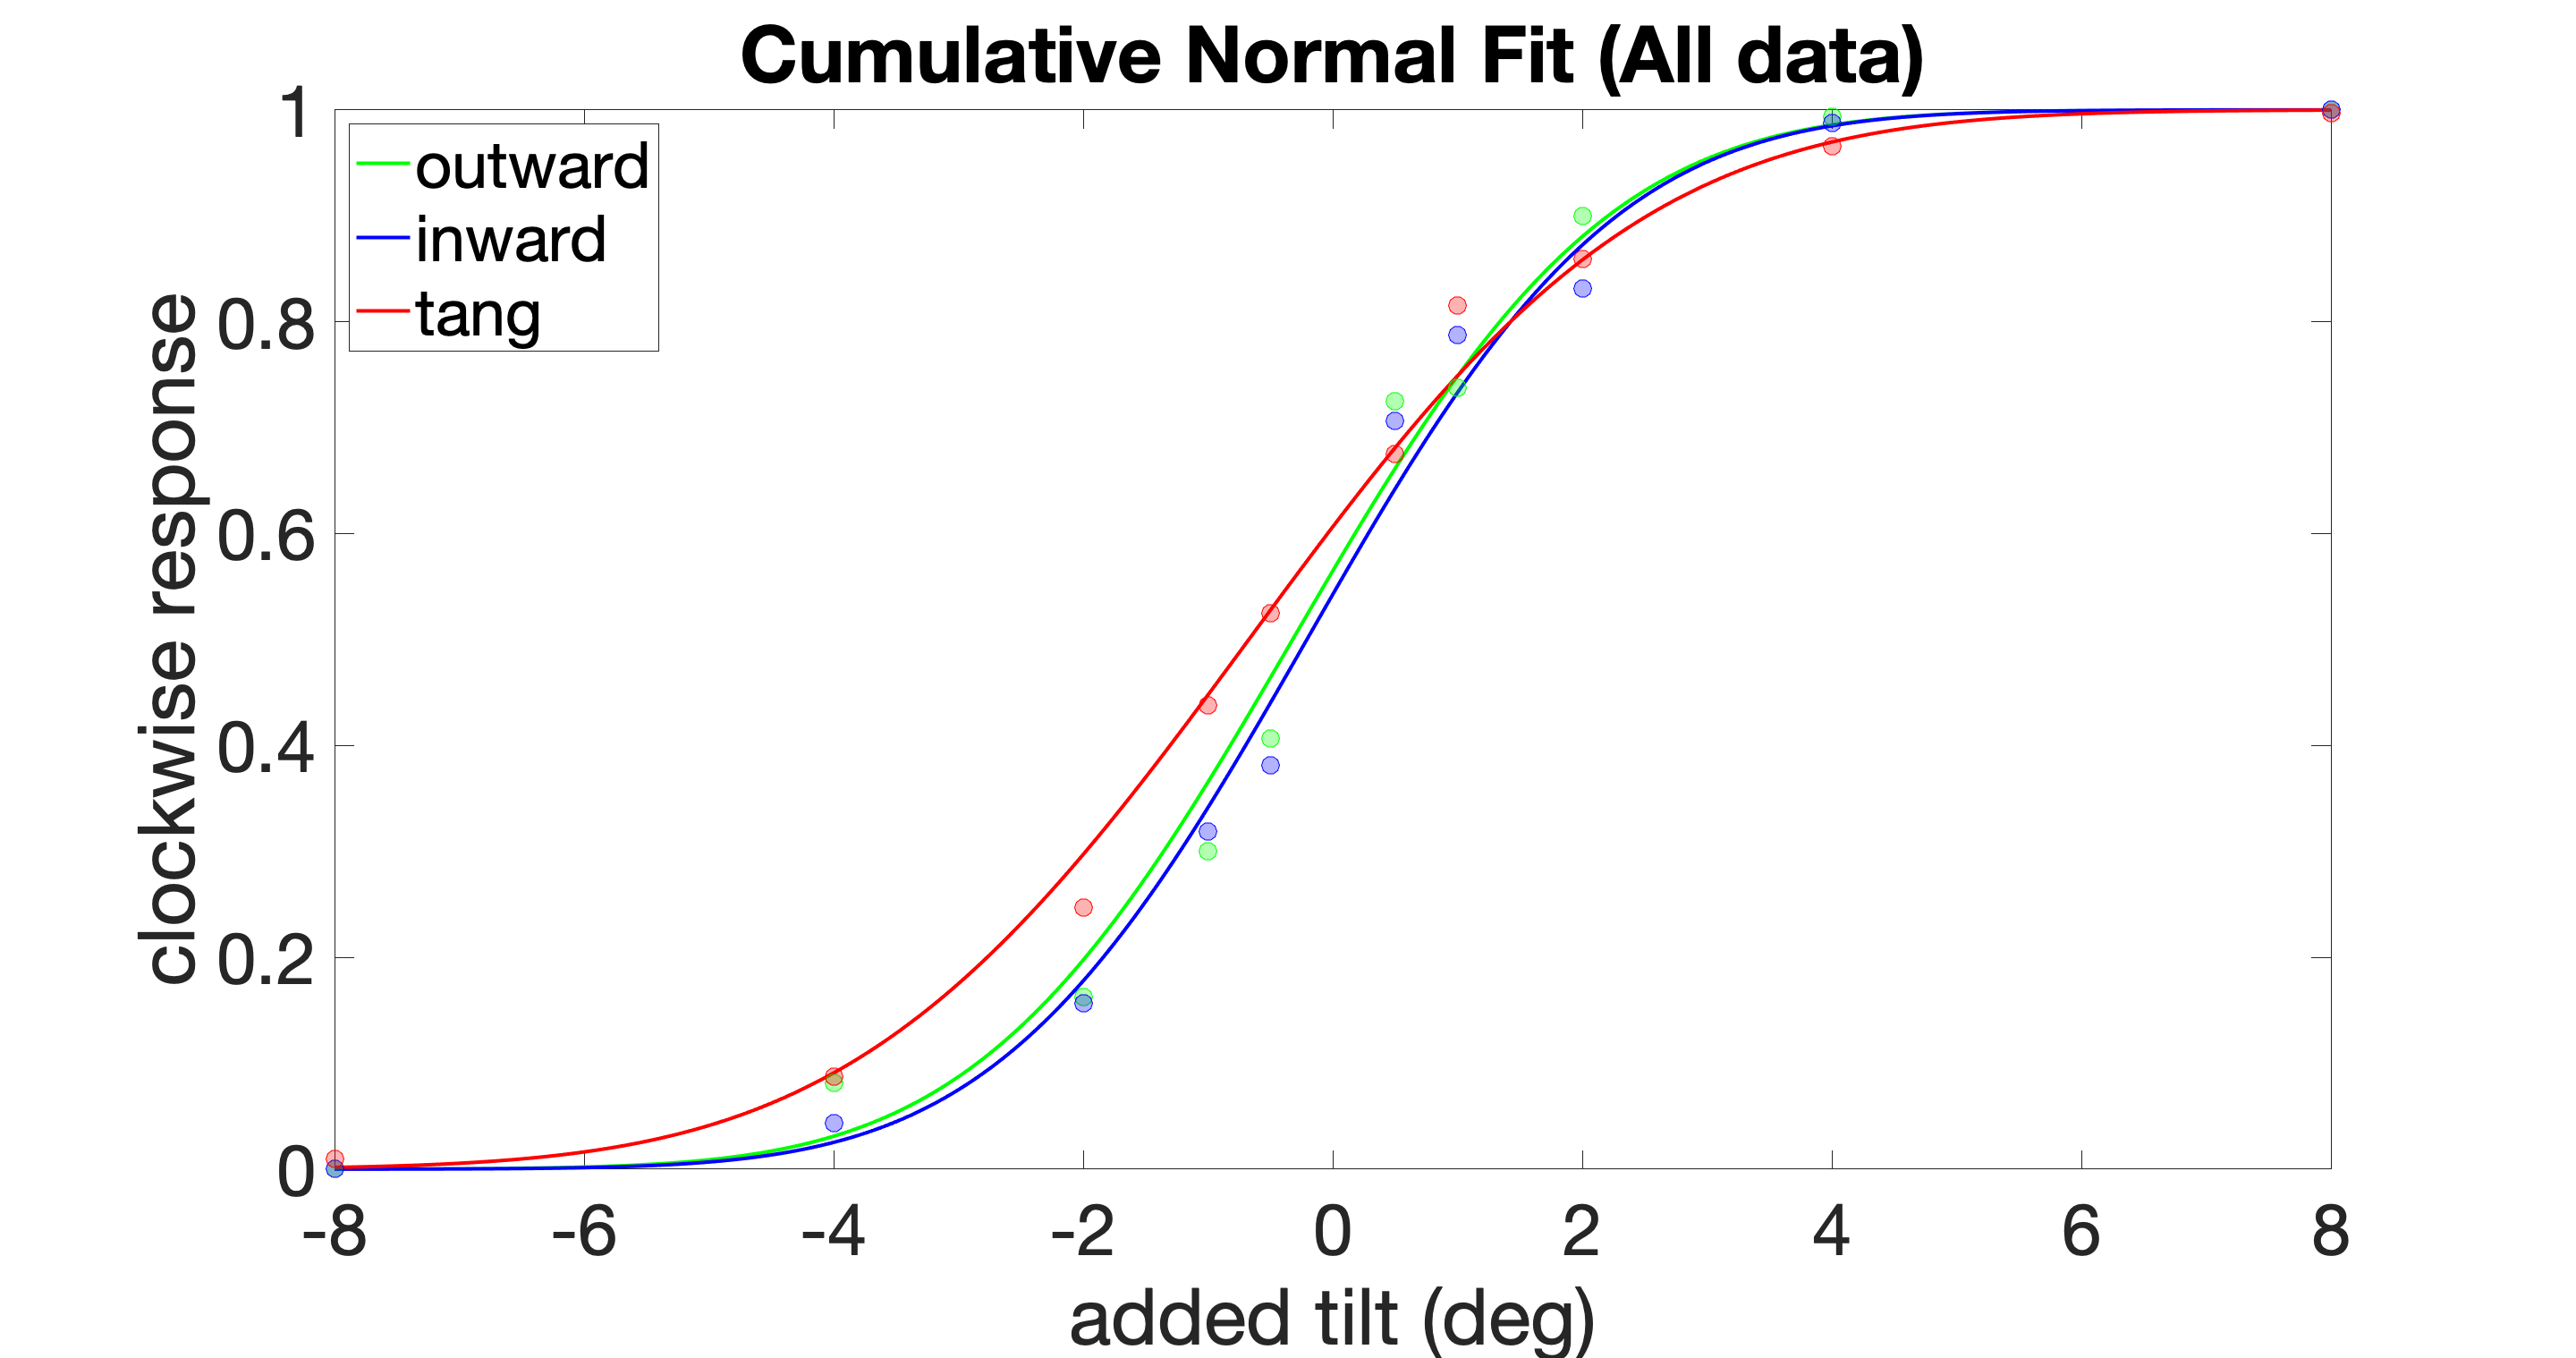 Cumulative Normal Fit (All data)
outward
inward
tang
clockwise response
1
0.8
0.6
0.4
0.2
0
-8 -6 -4 -2 0 2 4 6 8
added tilt (deg)